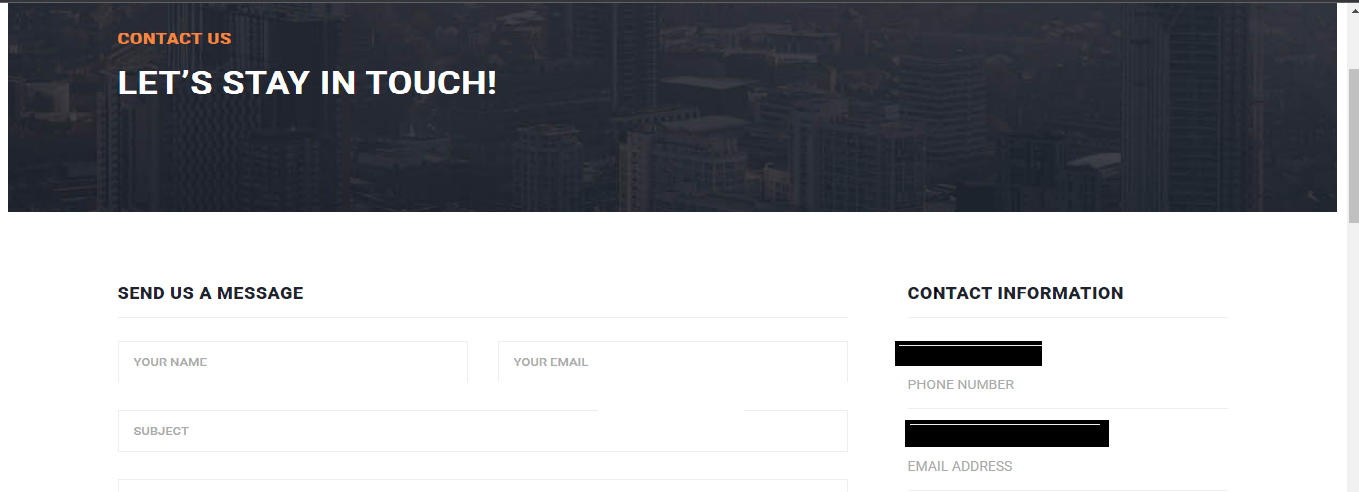 CONTACT US
LET’S STAY IN TOUCH!
SEND US A MESSAGE
YOUR NAME
YOUR EMAIL
SUBJECT
CONTACT INFORMATION
PHONE NUMBER
EMAIL ADDRESS